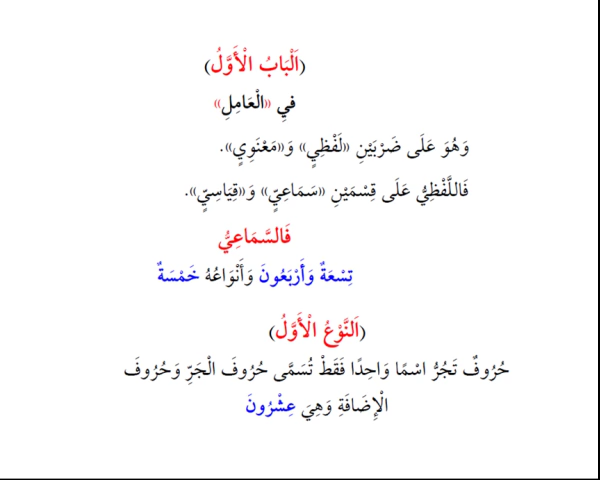 (اَلْبَابُ الْأَوَّلُ)
فيِ «الْعَامِلِ»
وَهُوَ عَلَى ضَرْبَيْنِ «لَفْظِيٍ» وَ«مَعْنَوِيٍ».
فَاللَّفْظِيُّ عَلَى قِسْمَيْنِ «سَمَاعِيٍّ» وَ«قِيَاسِيٍّ».
فَالسَّمَاعِيُّ
تِسْعَةٌ وَأَرْبَعُونَ وَأَنْوَاعُهُ خَمْسَةٌ
(اَلنَّوْعُ الْأَوَّلُ)
حُرُوفٌ تَجُرُّ اسْمًا وَاحِدًا فَقَطْ تُسَمَّى حُرُوفَ الْجَرِّ وَحُرُوفَ
الْإِضَافَةِ وَهِيَ عِشْرُونَ